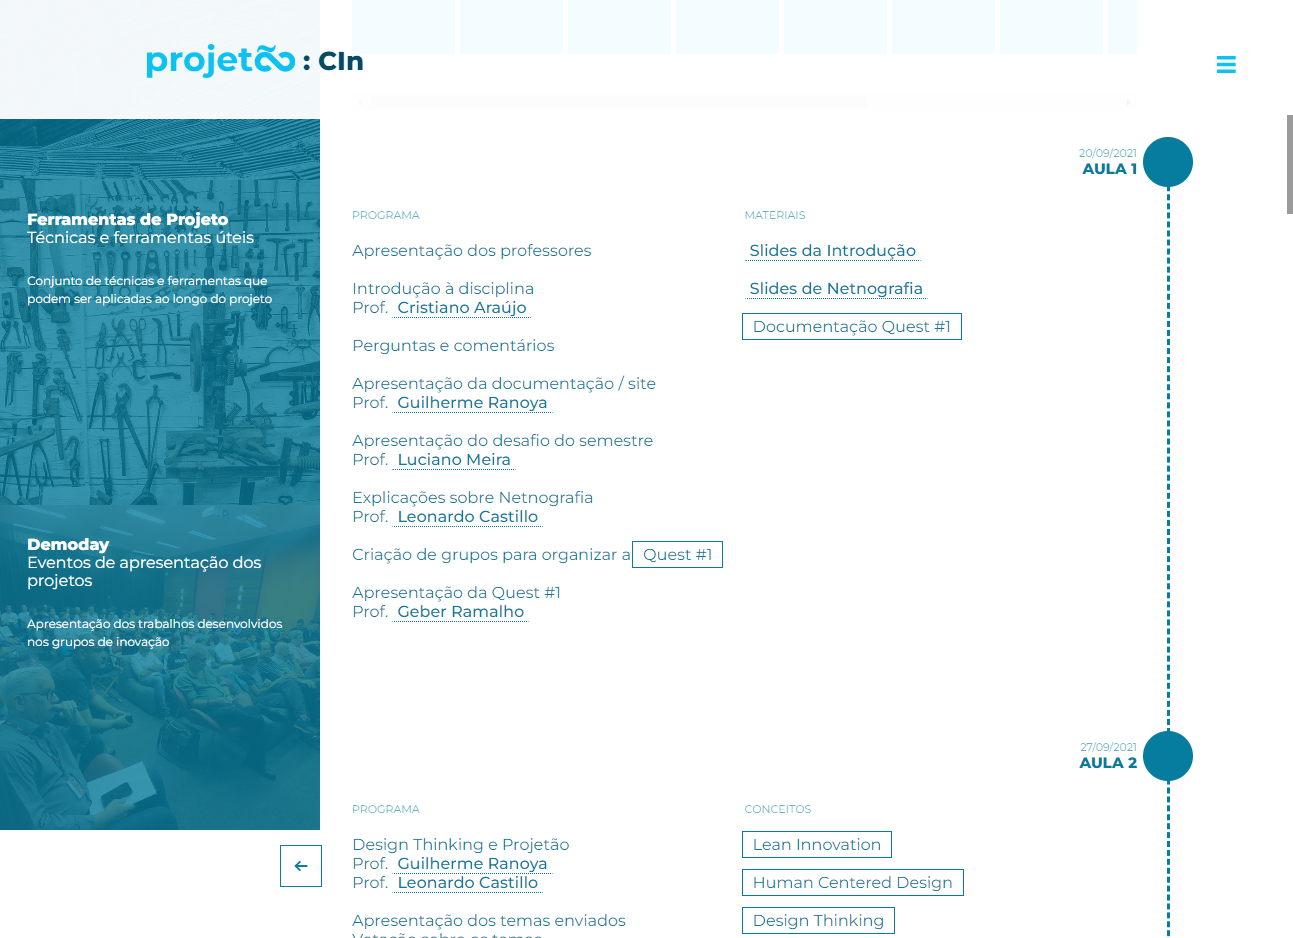 projetão : CIn
Ferramentas de Projeto
Técnicas e ferramentas úteis
Conjunto de técnicas e ferramentas que
podem ser aplicadas ao longo do projeto
Demoday
Eventos de apresentação dos
projetos
Apresentação dos trabalhos desenvolvidos
nos grupos de inovação
20/09/2021
AULA 1
PROGRAMA
Apresentação dos professores
Introdução à disciplina
Prof. Cristiano Araújo
Perguntas e comentários
Apresentação da documentação / site
Prof. Guilherme Ranoya
Apresentação do desafio do semestre
Prof. Luciano Meira
Explicações sobre Netnografia
Prof. Leonardo Castillo
Criação de grupos para organizar a Quest #1
Apresentação da Quest #1
Prof. Geber Ramalho
MATERIAIS
Slides da Introdução
Slides de Netnografia
Documentação Quest #1
27/09/2021
AULA 2
PROGRAMA
Design Thinking e Projetão
Prof. Guilherme Ranoya
Prof. Leonardo Castillo
Apresentação dos temas enviados
Votação sobre os temas
CONCEITOS
Lean Innovation
Human Centered Design
Design Thinking